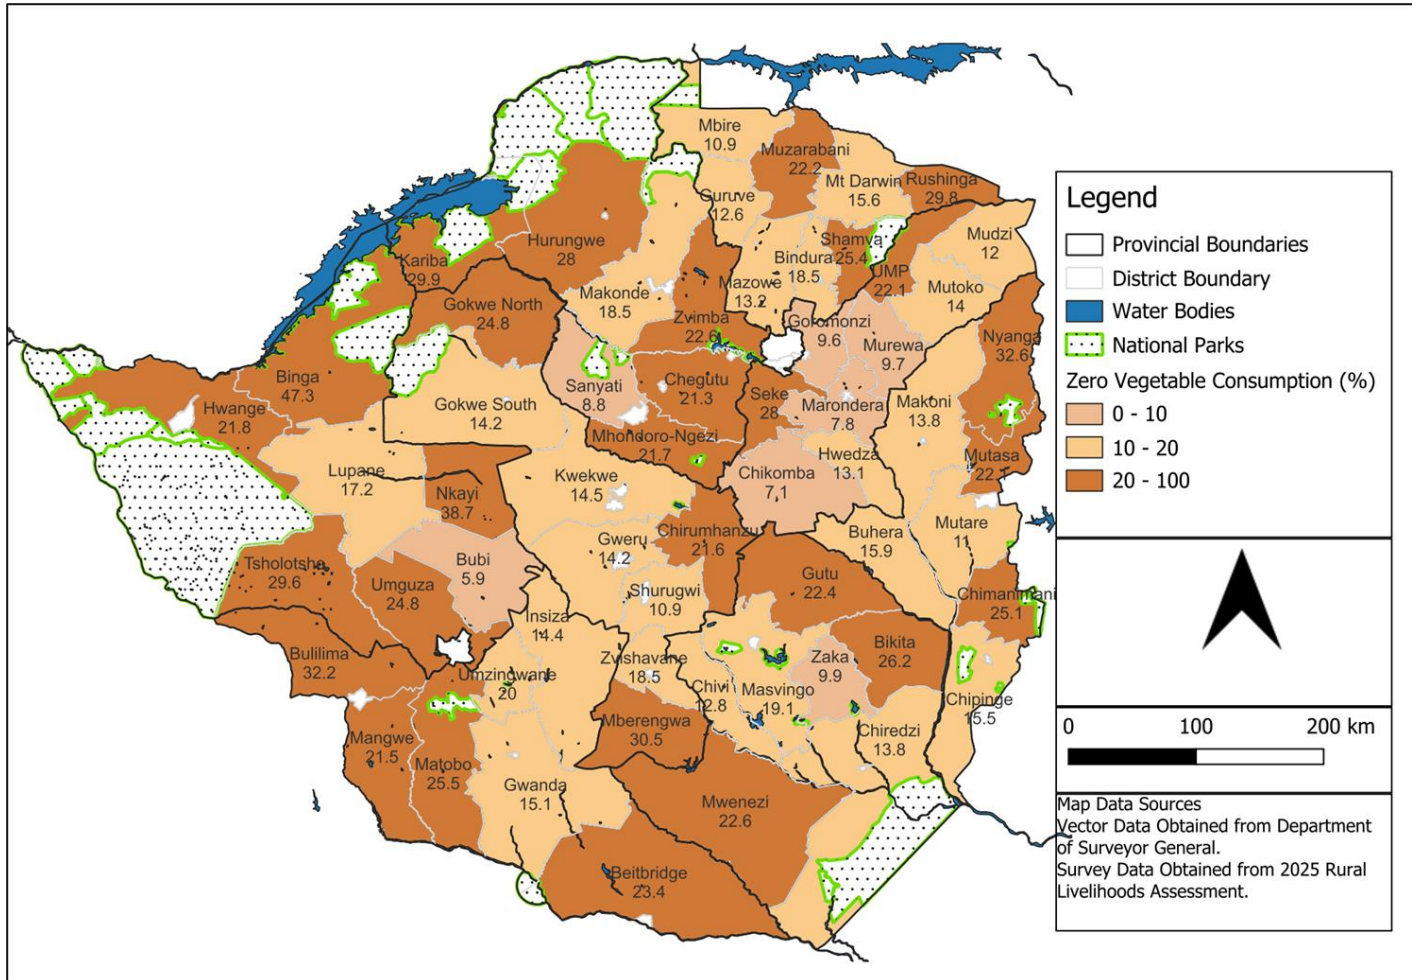 Mbire
10.9
Muzarabani
22.2
Mt Darwin
15.6
Rushinga
29.8
Guruve
12.6
Hurungwe
28
Shamva
25.4
Mudzi
12
Kariba
29.9
Bindura
18.5
UMP
22.1
Makonde
18.5
Mazowe
13.2
Mutoko
14
Gokwe North
24.8
Zvimba
22.6
Goromonzi
9.6
Murewa
9.7
Nyanga
32.6
Binga
47.3
Sanyati
8.8
Chegutu
21.3
Seke
28
Marondera
7.8
Makoni
13.8
Hwange
21.8
Gokwe South
14.2
Mhondoro-Ngezi
21.7
Hwedza
13.1
Mutasa
22.1
Lupane
17.2
Kwekwe
14.5
Chikomba
7.1
Nkayi
38.7
Chirumhanzu
21.6
Buhera
15.9
Mutare
11
Gweru
14.2
Bubi
5.9
Tsholotsho
29.6
Umguza
24.8
Gutu
22.4
Shurugwi
10.9
Chimanimani
25.1
Insiza
14.4
Bikita
26.2
Bulilima
32.2
Zvishavane
18.5
Zaka
9.9
Umzingwane
20
Chivi
12.8
Masvingo
19.1
Chipinge
15.5
Mberengwa
30.5
Chiredzi
13.8
Mangwe
21.5
Matobo
25.5
Gwanda
15.1
Mwenezi
22.6
Beitbridge
23.4
Legend
Provincial Boundaries
District Boundary
Water Bodies
National Parks
Zero Vegetable Consumption (%)
0 - 10
10 - 20
20 - 100
0 100 200 km
Map Data Sources
Vector Data Obtained from Department
of Surveyor General.
Survey Data Obtained from 2025 Rural
Livelihoods Assessment.